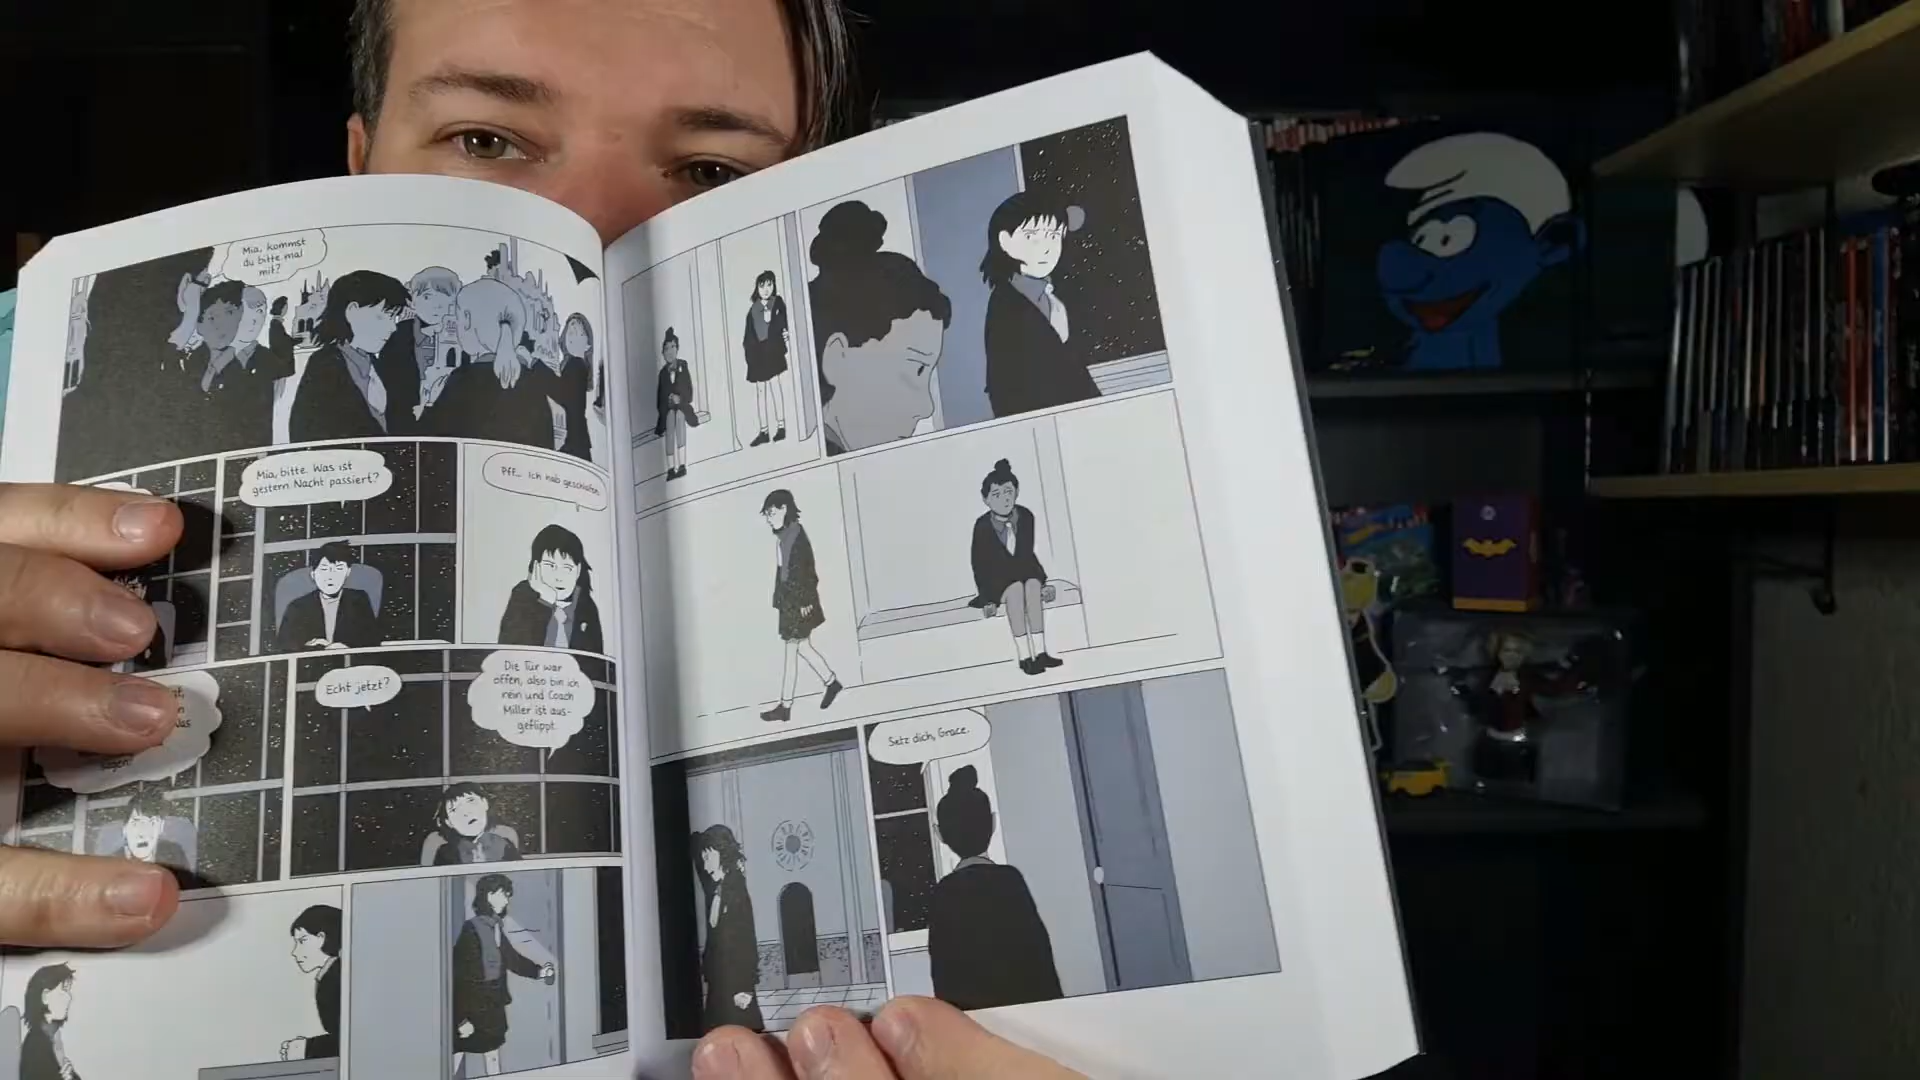 Mia, kommst
du bitte mal
mit?
Mia, bitte. Was ist
gestern Nacht passiert?
Pff... Ich hab geschlafen.
Echt jetzt?
Die Tür war
offen, also bin ich
rein und Coach
Miller ist aus-
geflippt.
Setz dich, Grace.